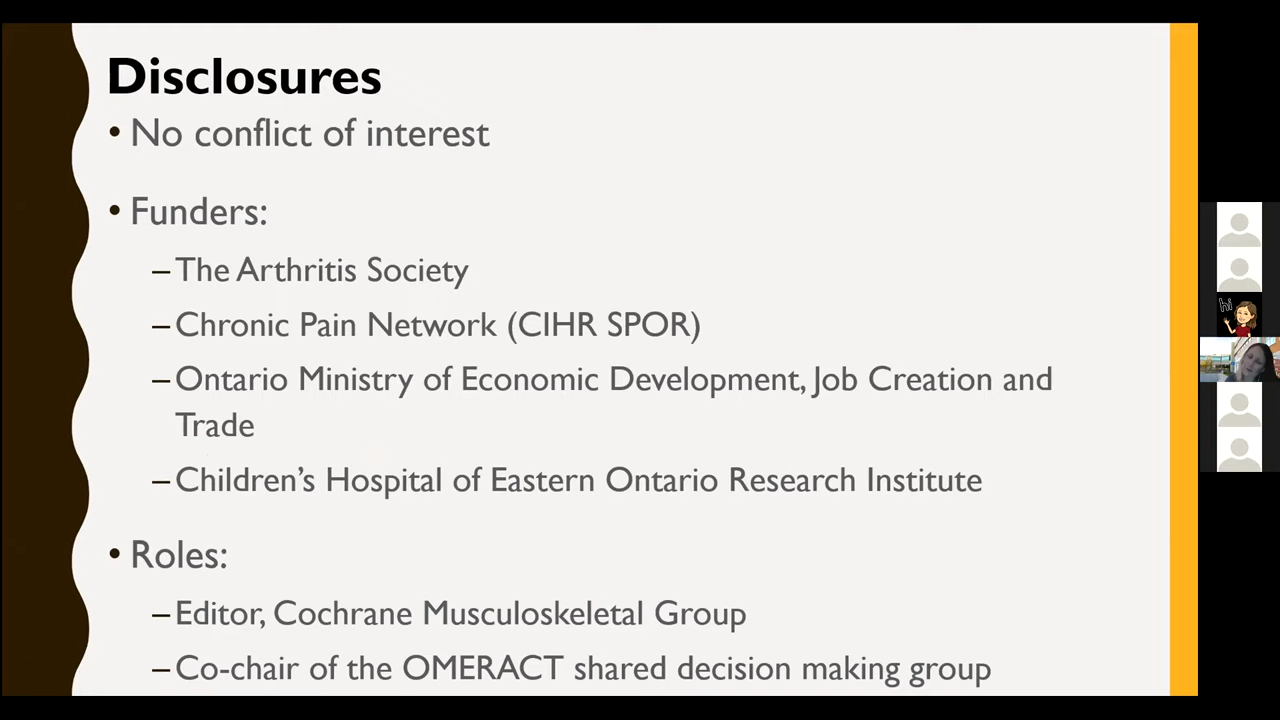 Disclosures
• No conflict of interest
• Funders:
–The Arthritis Society
–Chronic Pain Network (CIHR SPOR)
–Ontario Ministry of Economic Development, Job Creation and
Trade
–Children’s Hospital of Eastern Ontario Research Institute
• Roles:
–Editor, Cochrane Musculoskeletal Group
–Co-chair of the OMERACT shared decision making group
hi